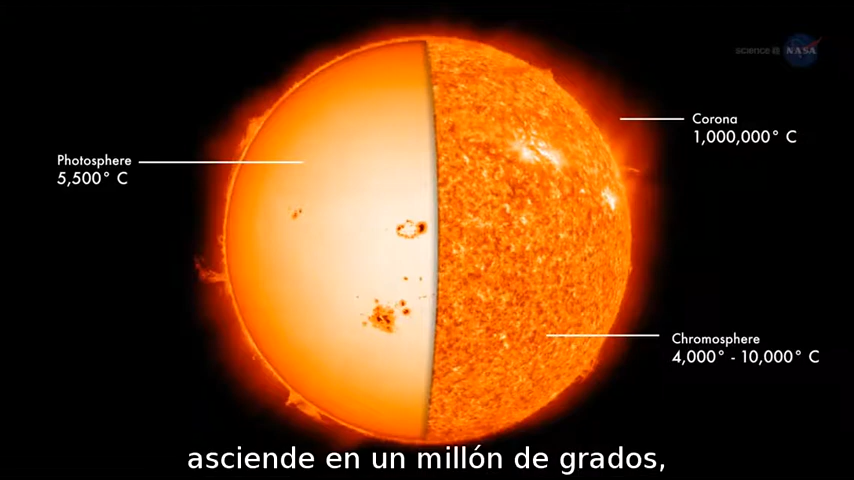 science@ NASA
Corona
1,000,000° C
Photosphere
5,500° C
Chromosphere
4,000° - 10,000° C
asciende en un millón de grados,